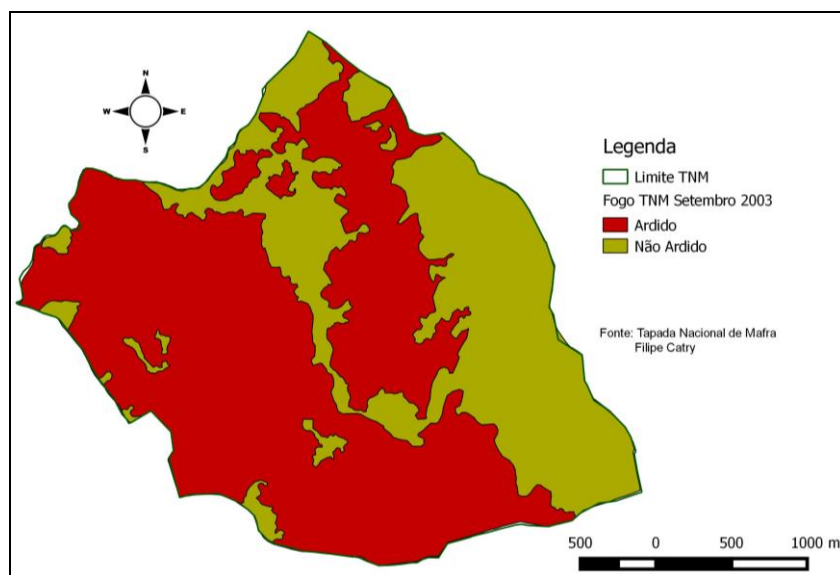 N
W E
S
Legenda
Limite TNM
Fogo TNM Setembro 2003
Ardido
Não Ardido
Fonte: Tapada Nacional de Mafra
Filipe Catry
500 0 500 1000 m